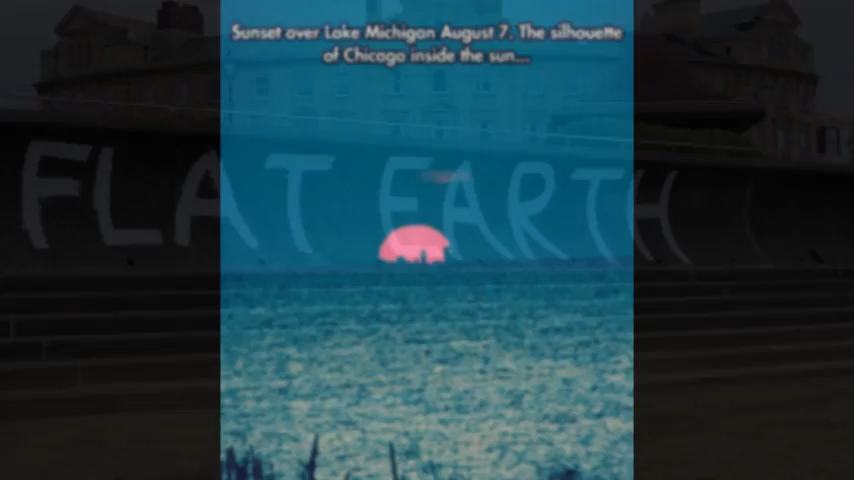 Sunset over Lake Michigan August 7. The silhouette
of Chicago inside the sun...
FLAT EARTH